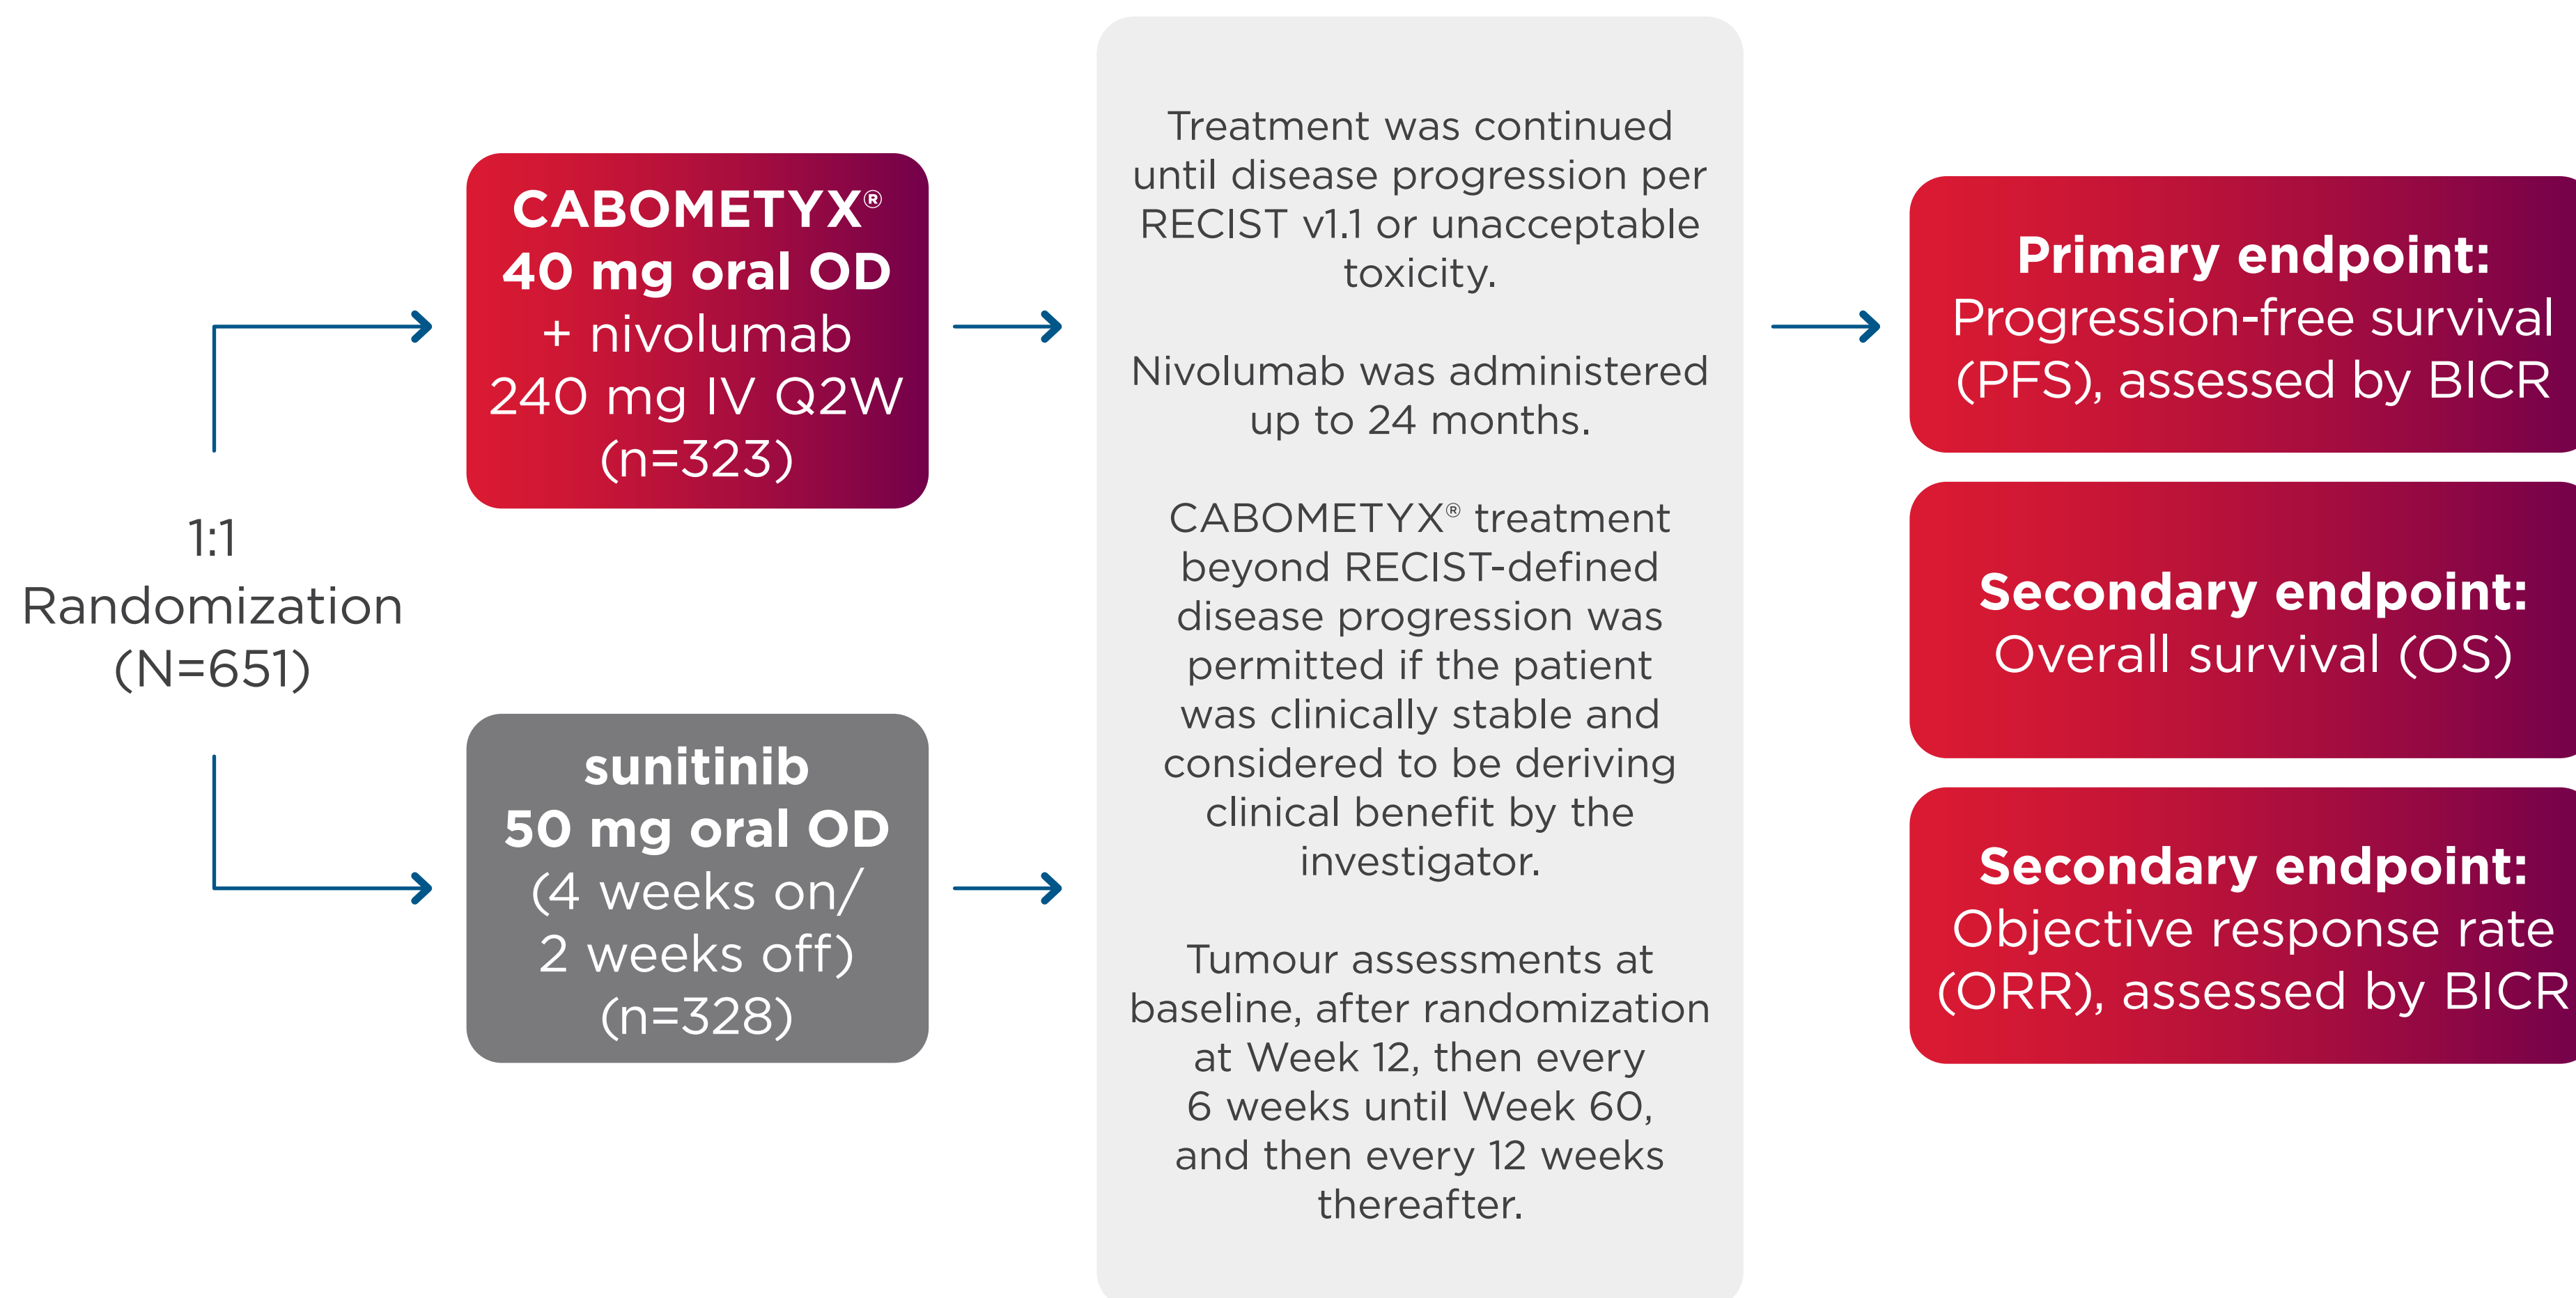 1:1
Randomization
(N=651)
CABOMETYX®
40 mg oral OD
+ nivolumab
240 mg IV Q2W
(n=323)
sunitinib
50 mg oral OD
(4 weeks on/
2 weeks off)
(n=328)
Treatment was continued
until disease progression per
RECIST v1.1 or unacceptable
toxicity.
Nivolumab was administered
up to 24 months.
CABOMETYX® treatment
beyond RECIST-defined
disease progression was
permitted if the patient
was clinically stable and
considered to be deriving
clinical benefit by the
investigator.
Tumour assessments at
baseline, after randomization
at Week 12, then every
6 weeks until Week 60,
and then every 12 weeks
thereafter.
Primary endpoint:
Progression-free survival
(PFS), assessed by BICR
Secondary endpoint:
Overall survival (OS)
Secondary endpoint:
Objective response rate
(ORR), assessed by BICR